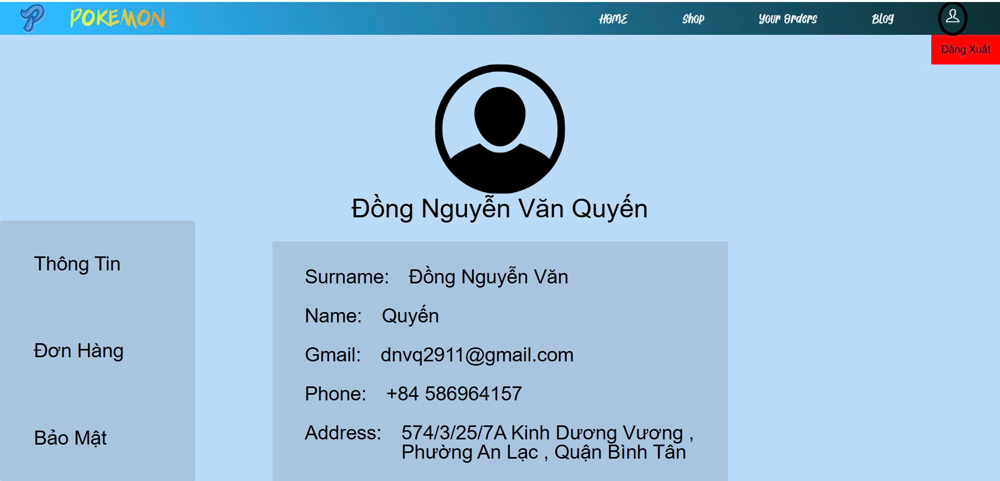 POKEMON
HOME
Shop
Your Orders
Blog
Đăng Xuất
Đồng Nguyễn Văn Quyến
Thông Tin
Đơn Hàng
Bảo Mật
Surname: Đồng Nguyễn Văn
Name: Quyến
Gmail: dnvq2911@gmail.com
Phone: +84 586964157
Address: 574/3/25/7A Kinh Dương Vương ,
Phường An Lạc , Quận Bình Tân